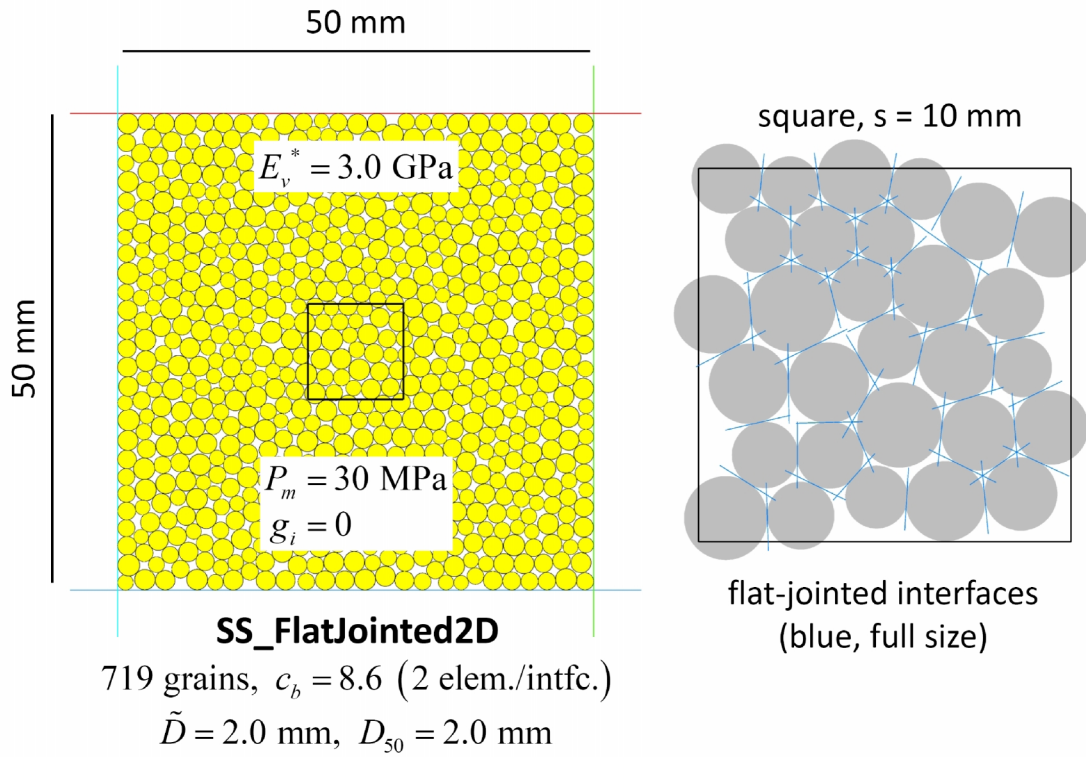 50 mm
50 mm
E_v^* = 3.0 GPa
P_m = 30 MPa
g_i = 0
SS_FlatJointed2D
719 grains, c_b = 8.6 (2 elem./intfc.)
D̃ = 2.0 mm, D_50 = 2.0 mm
square, s = 10 mm
flat-jointed interfaces
(blue, full size)